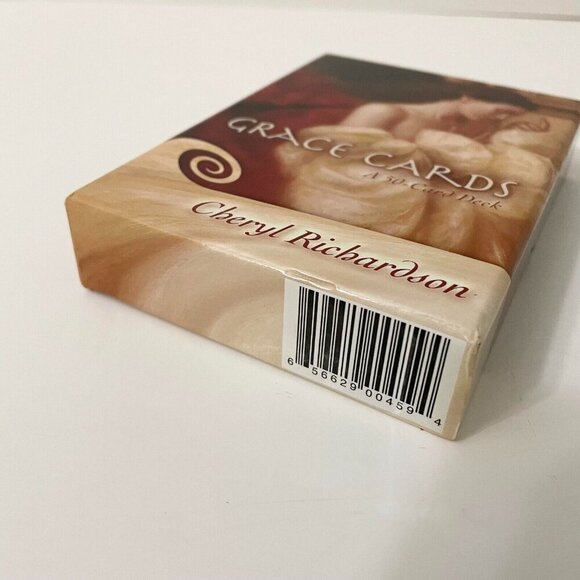 GRACE CARDS
A 50-Card Deck
Cheryl Richardson
6 56629 00459 4